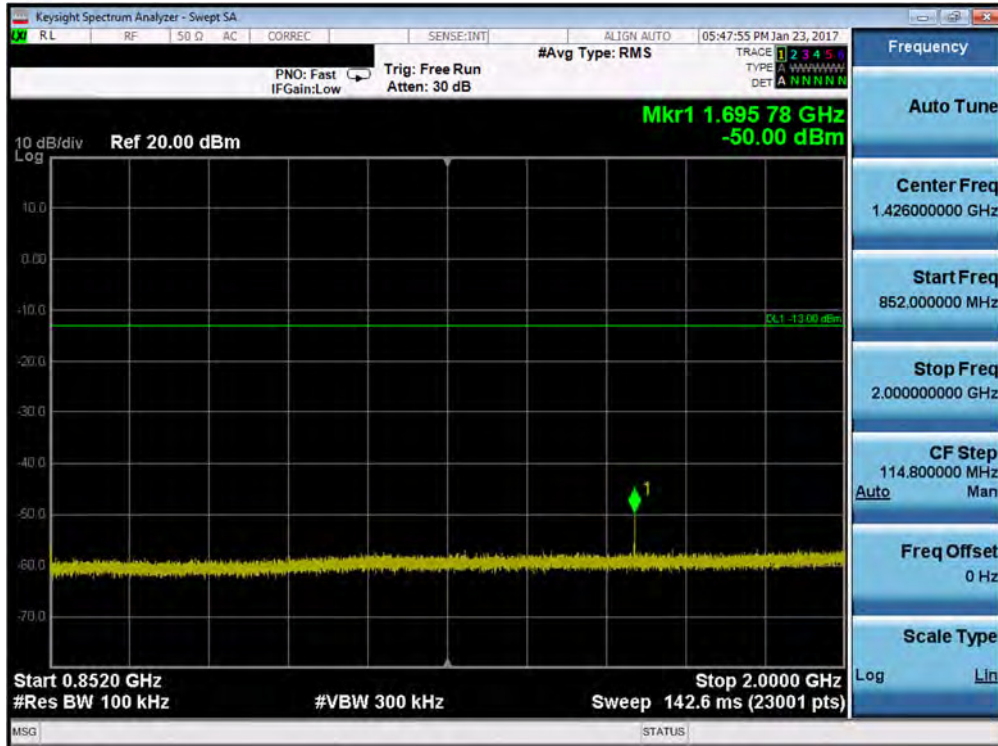 Keysight Spectrum Analyzer - Swept SA
LXI RL RF 50 Ω AC CORREC SENSE:INT ALIGN AUTO 05:47:55 PM Jan 23, 2017
#Avg Type: RMS
TRACE 1 2 3 4 5 6
PNO: Fast Trig: Free Run
TYPE A WWWWW
IFGain:Low Atten: 30 dB
DET A N N N N N
Mkr1 1.695 78 GHz
-50.00 dBm
10 dB/div Ref 20.00 dBm
Log
10.0
0.00
-10.0
DL1 -13.00 dBm
-20.0
-30.0
-40.0
1
-50.0
-60.0
-70.0
Start 0.8520 GHz Stop 2.0000 GHz
#Res BW 100 kHz #VBW 300 kHz Sweep 142.6 ms (23001 pts)
MSG STATUS
Frequency
Auto Tune
Center Freq
1.426000000 GHz
Start Freq
852.000000 MHz
Stop Freq
2.000000000 GHz
CF Step
114.800000 MHz
Auto Man
Freq Offset
0 Hz
Scale Type
Log Lin